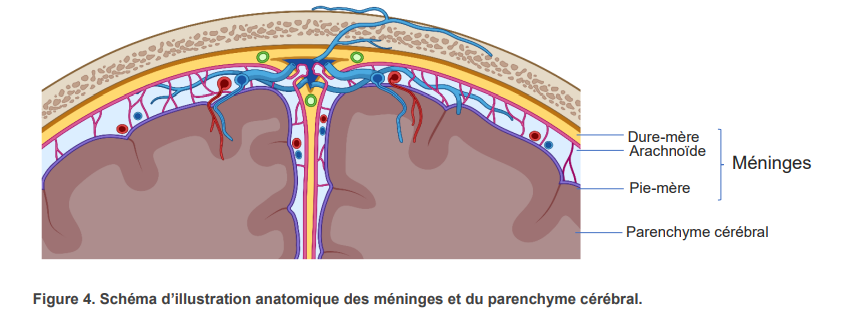 Dure-mère
Arachnoïde
Méninges
Pie-mère
Parenchyme cérébral
Figure 4. Schéma d’illustration anatomique des méninges et du parenchyme cérébral.